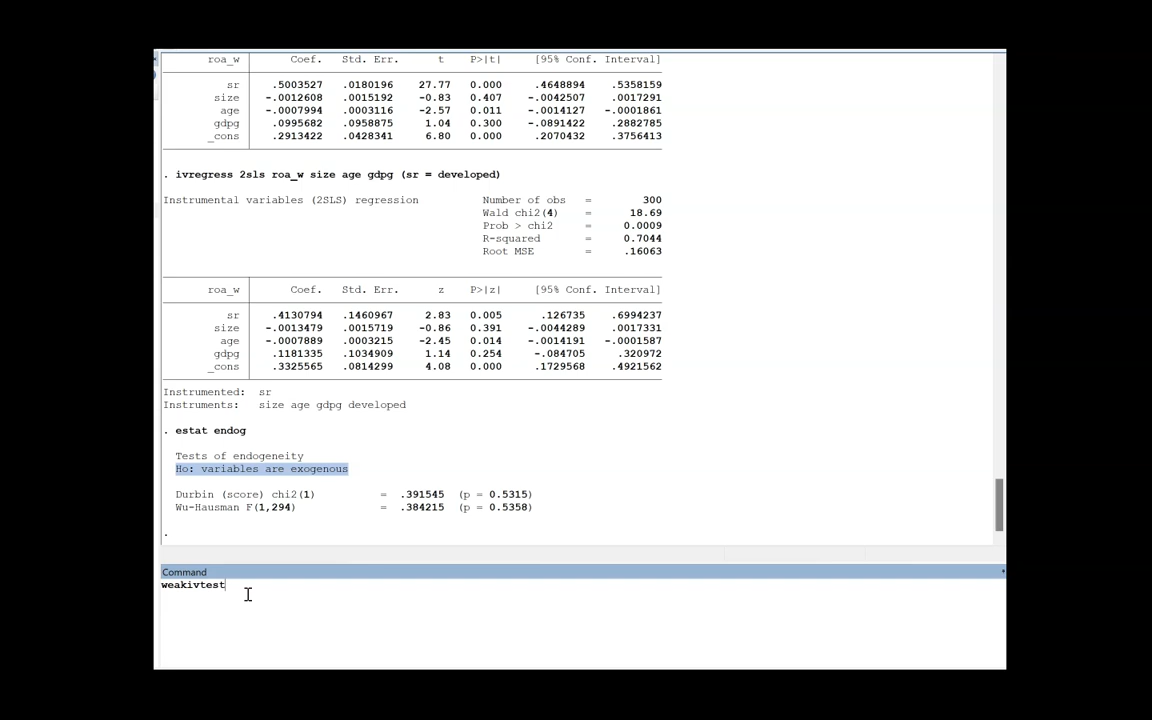 roa_w Coef. Std. Err. t P>|t| [95% Conf. Interval]
sr .5003527 .0180196 27.77 0.000 .4648894 .5358159
size -.0012608 .0015192 -0.83 0.407 -.0042507 .0017291
age -.0007994 .0003116 -2.57 0.011 -.0014127 -.0001861
gdpg .0995682 .0958875 1.04 0.300 -.0891422 .2882785
_cons .2913422 .0428341 6.80 0.000 .2070432 .3756413
. ivregress 2sls roa_w size age gdpg (sr = developed)
Instrumental variables (2SLS) regression Number of obs = 300
Wald chi2(4) = 18.69
Prob > chi2 = 0.0009
R-squared = 0.7044
Root MSE = .16063
roa_w Coef. Std. Err. z P>|z| [95% Conf. Interval]
sr .4130794 .1460967 2.83 0.005 .126735 .6994237
size -.0013479 .0015719 -0.86 0.391 -.0044289 .0017331
age -.0007889 .0003215 -2.45 0.014 -.0014191 -.0001587
gdpg .1181335 .1034909 1.14 0.254 -.084705 .320972
_cons .3325565 .0814299 4.08 0.000 .1729568 .4921562
Instrumented: sr
Instruments: size age gdpg developed
. estat endog
Tests of endogeneity
Ho: variables are exogenous
Durbin (score) chi2(1) = .391545 (p = 0.5315)
Wu-Hausman F(1,294) = .384215 (p = 0.5358)
.
Command
weakivtest